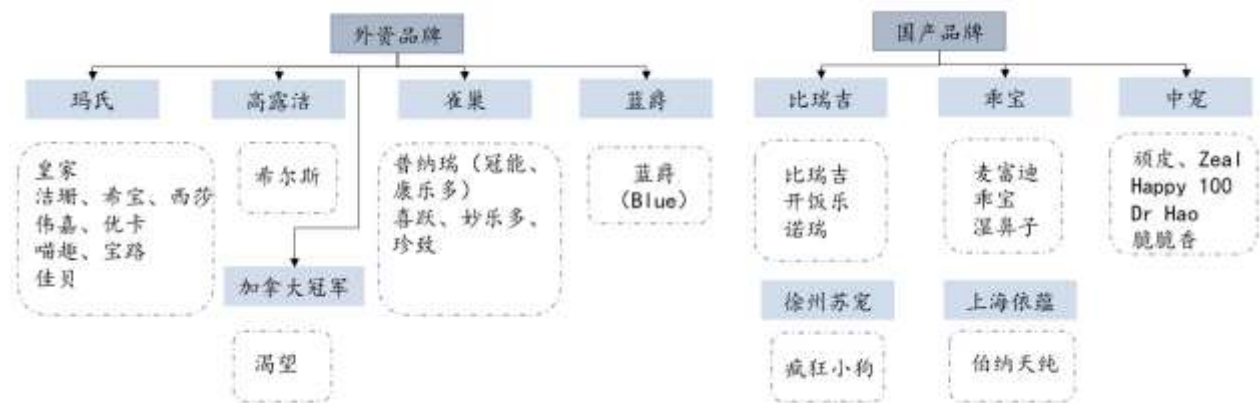 外资品牌
玛氏
高露洁
雀巢
蓝爵
皇家
洁珊、希宝、西莎
伟嘉、优卡
喵趣、宝路
佳贝
希尔斯
普纳瑞（冠能、
康乐多）
喜跃、妙乐多、
珍致
蓝爵
（Blue）
加拿大冠军
渴望
国产品牌
比瑞吉
乖宝
中宠
比瑞吉
开饭乐
诺瑞
麦富迪
乖宝
湿鼻子
顽皮、Zeal
Happy 100
Dr Hao
脆脆香
徐州苏宠
上海依蕴
疯狂小狗
伯纳天纯